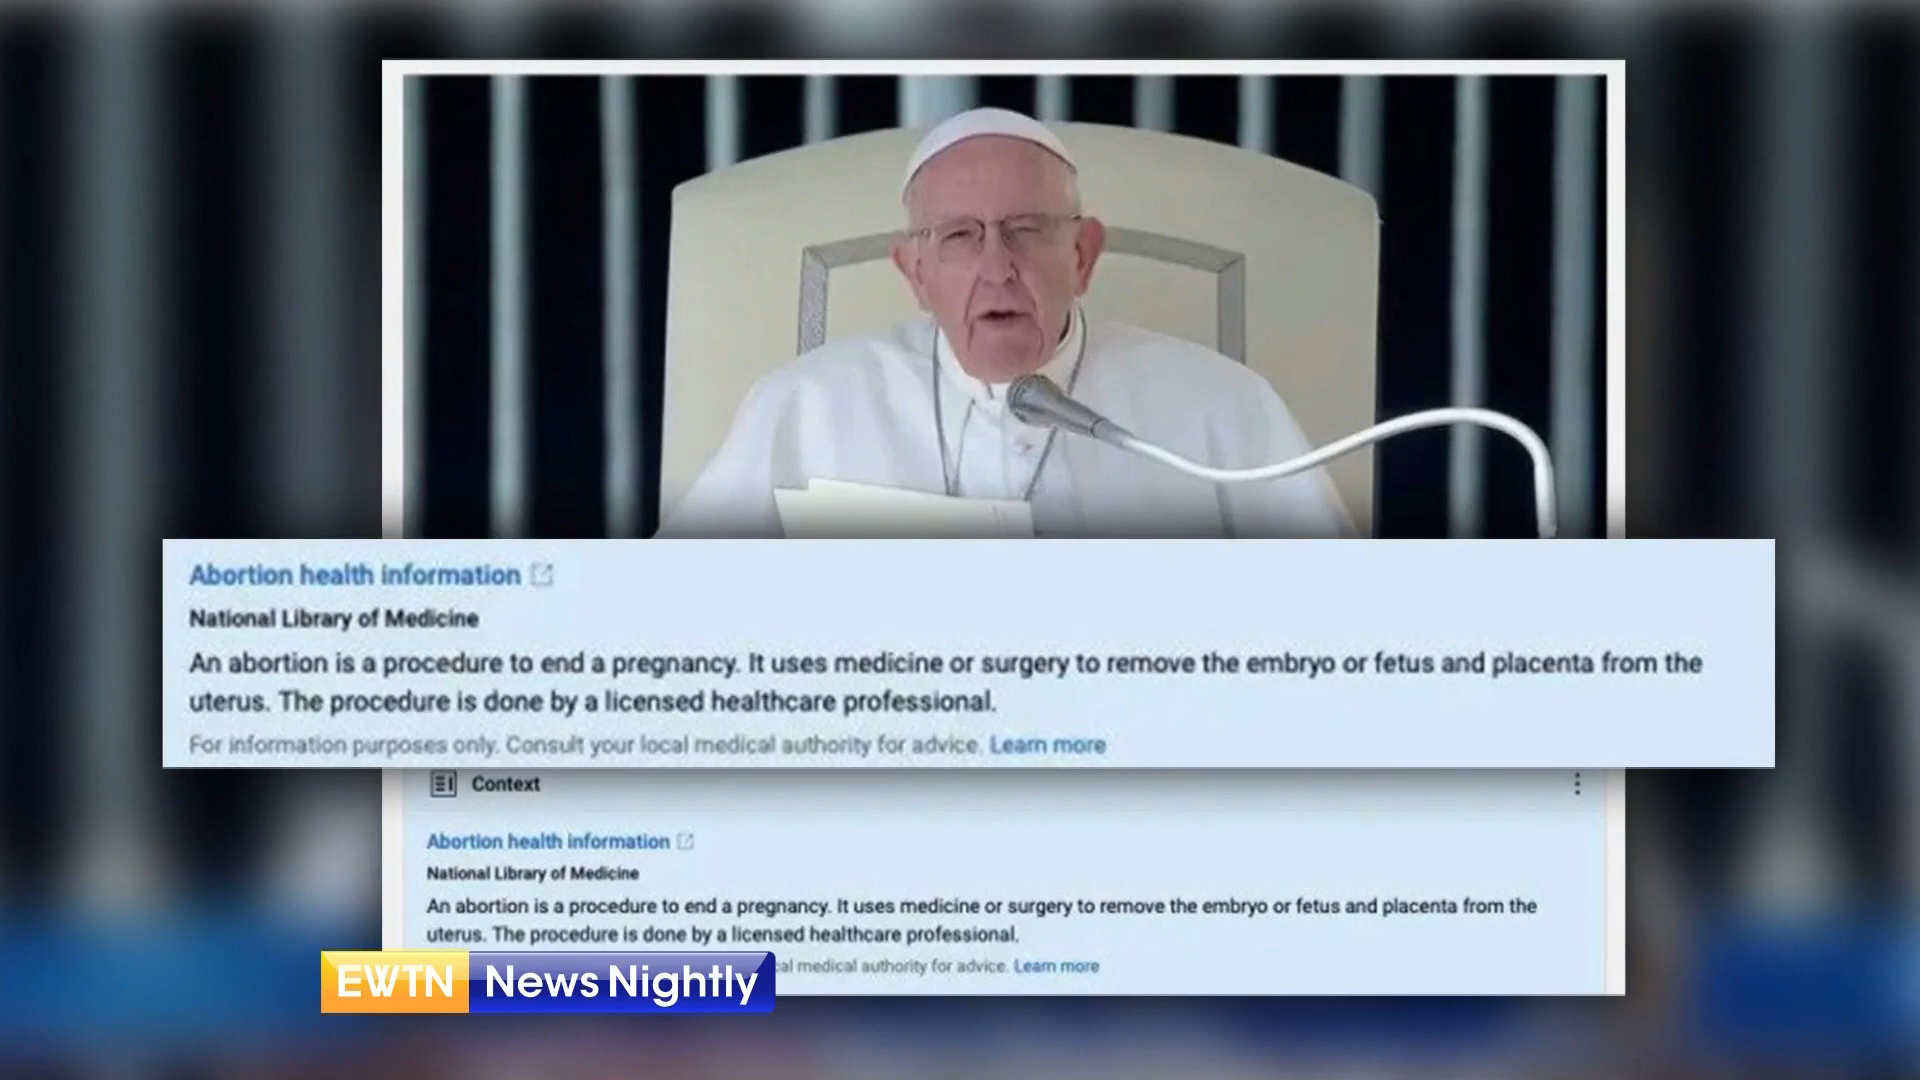 Abortion health information
National Library of Medicine
An abortion is a procedure to end a pregnancy. It uses medicine or surgery to remove the embryo or fetus and placenta from the
uterus. The procedure is done by a licensed healthcare professional.
For information purposes only. Consult your local medical authority for advice. Learn more
Context
Abortion health information
National Library of Medicine
An abortion is a procedure to end a pregnancy. It uses medicine or surgery to remove the embryo or fetus and placenta from the
uterus. The procedure is done by a licensed healthcare professional.
medical authority for advice. Learn more
EWTN News Nightly